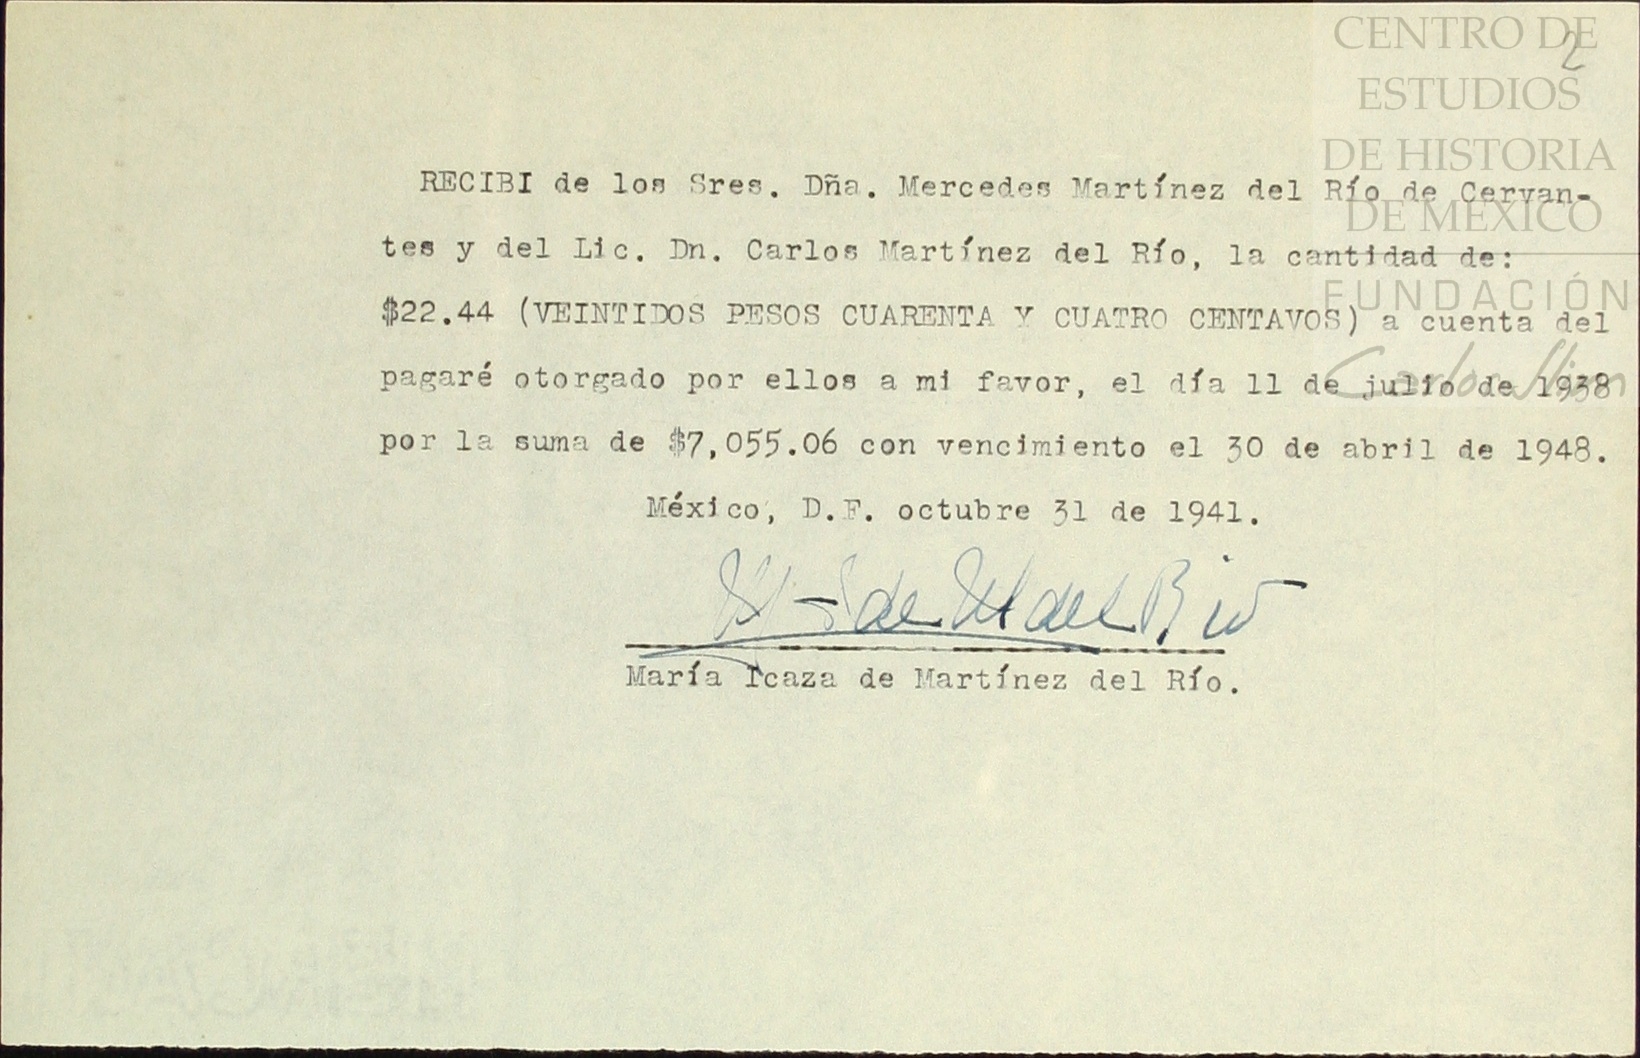 CENTRO DE
2
ESTUDIOS
DE HISTORIA
DE MÉXICO
FUNDACIÓN
Carlos Slim
RECIBI de los Sres. Dña. Mercedes Martínez del Río de Cervan-
tes y del Lic. Dn. Carlos Martínez del Río, la cantidad de:
$22.44 (VEINTIDOS PESOS CUARENTA Y CUATRO CENTAVOS) a cuenta del
pagaré otorgado por ellos a mi favor, el día 11 de julio de 1938
por la suma de $7,055.06 con vencimiento el 30 de abril de 1948.
México, D.F. octubre 31 de 1941.
de M del Rio
María Icaza de Martínez del Río.